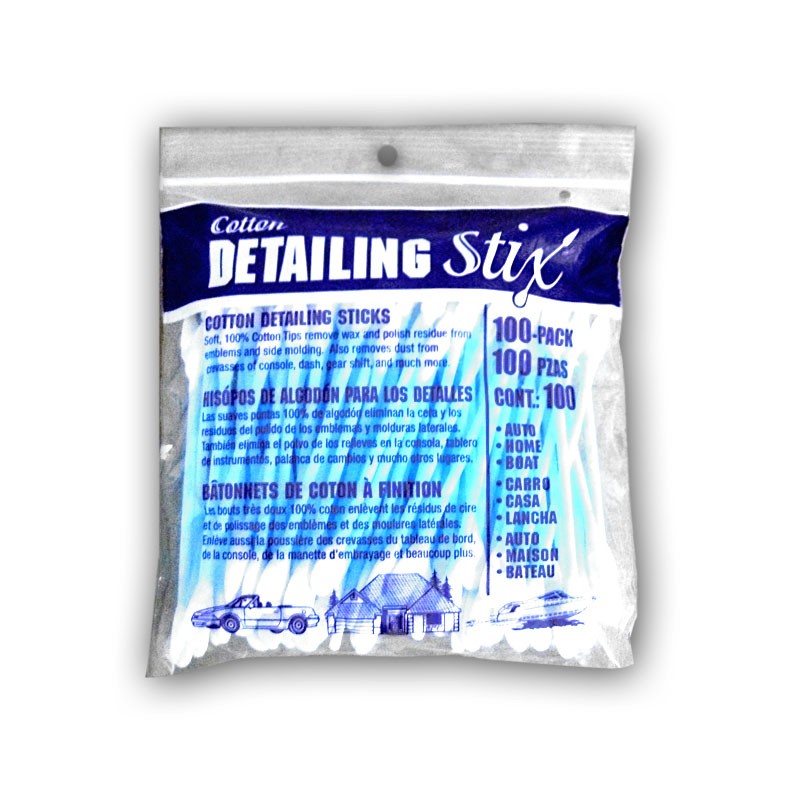 Cotton
DETAILING Stix
COTTON DETAILING STICKS
Soft, 100% Cotton Tips remove wax and polish residue from
emblems and side molding. Also removes dust from
crevasses of console, dash, gear shift, and much more.
HISÓPOS DE ALGODÓN PARA LOS DETALLES
Las suaves puntas 100% de algodón eliminan la cera y los
residuos del pulido de los emblemas y molduras laterales.
También elimina el polvo de los relieves en la consola, tablero
de instrumentos, palanca de cambios y mucho otros lugares.
BÂTONNETS DE COTON À FINITION
Les bouts très doux 100% coton enlèvent les résidus de cire
et de polissage des emblèmes et des moulures latérales.
Enlève aussi la poussière des crevasses du tableau de bord,
de la console, de la manette d'embrayage et beaucoup plus.
100-PACK
100 PZAS
CONT.: 100
• AUTO
• HOME
• BOAT
• CARRO
• CASA
• LANCHA
• AUTO
• MAISON
• BATEAU